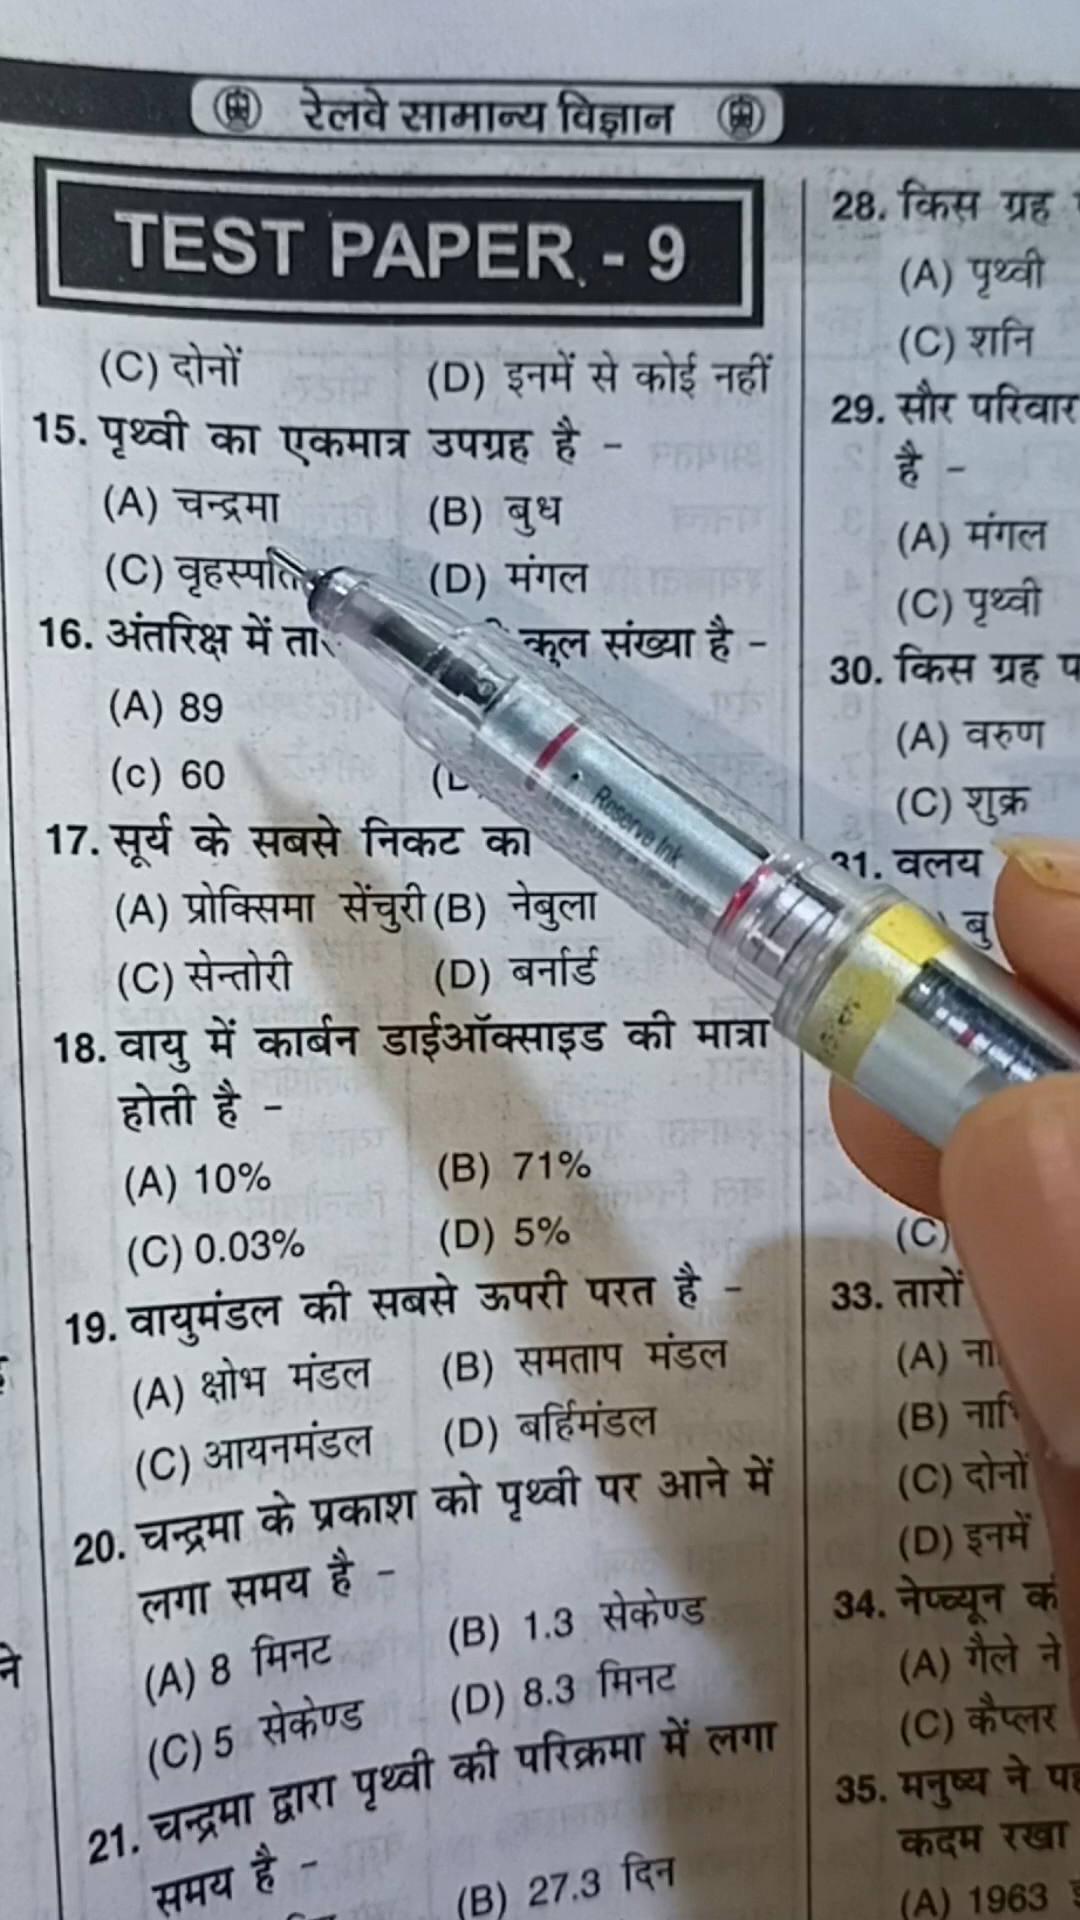 रेलवे सामान्य विज्ञान
TEST PAPER - 9
(C) दोनों (D) इनमें से कोई नहीं
15. पृथ्वी का एकमात्र उपग्रह है -
(A) चन्द्रमा (B) बुध
(C) वृहस्पति (D) मंगल
16. अंतरिक्ष में कुल संख्या है -
(A) 89
(c) 60
17. सूर्य के सबसे निकट का
(A) प्रोक्सिमा सेंचुरी (B) नेबुला
(C) सेन्तोरी (D) बर्नार्ड
18. वायु में कार्बन डाईऑक्साइड की मात्रा
होती है -
(A) 10% (B) 71%
(C) 0.03% (D) 5%
19. वायुमंडल की सबसे ऊपरी परत है -
(A) क्षोभ मंडल (B) समताप मंडल
(C) आयनमंडल (D) बर्हिमंडल
20. चन्द्रमा के प्रकाश को पृथ्वी पर आने में
लगा समय है -
(A) 8 मिनट (B) 1.3 सेकेण्ड
(C) 5 सेकेण्ड (D) 8.3 मिनट
21. चन्द्रमा द्वारा पृथ्वी की परिक्रमा में लगा
समय है -
(B) 27.3 दिन
28. किस ग्रह
(A) पृथ्वी
(C) शनि
29. सौर परिवार
है -
(A) मंगल
(C) पृथ्वी
30. किस ग्रह
(A) वरुण
(C) शुक्र
31. वलय
(C)
33. तारों
(A)
(B)
(C) दोनों
(D) इनमें
34. नेप्च्यून
(A) गैले ने
(C) कैप्लर
35. मनुष्य ने
कदम रखा
(A) 1963
Reserve Ink